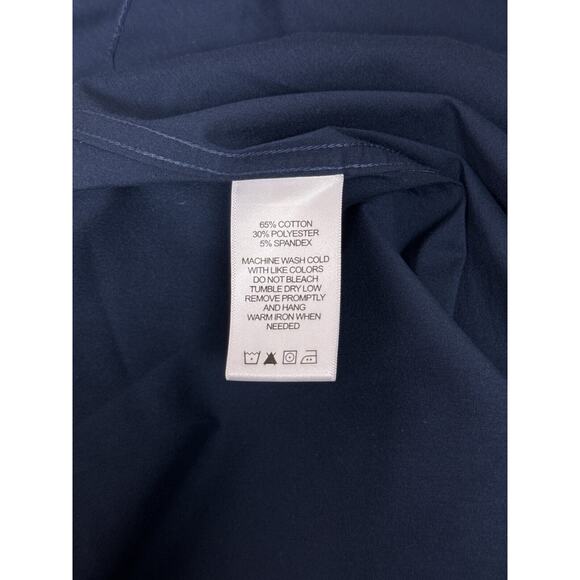 65% COTTON
30% POLYESTER
5% SPANDEX
MACHINE WASH COLD
WITH LIKE COLORS
DO NOT BLEACH
TUMBLE DRY LOW
REMOVE PROMPTLY
AND HANG
WARM IRON WHEN
NEEDED